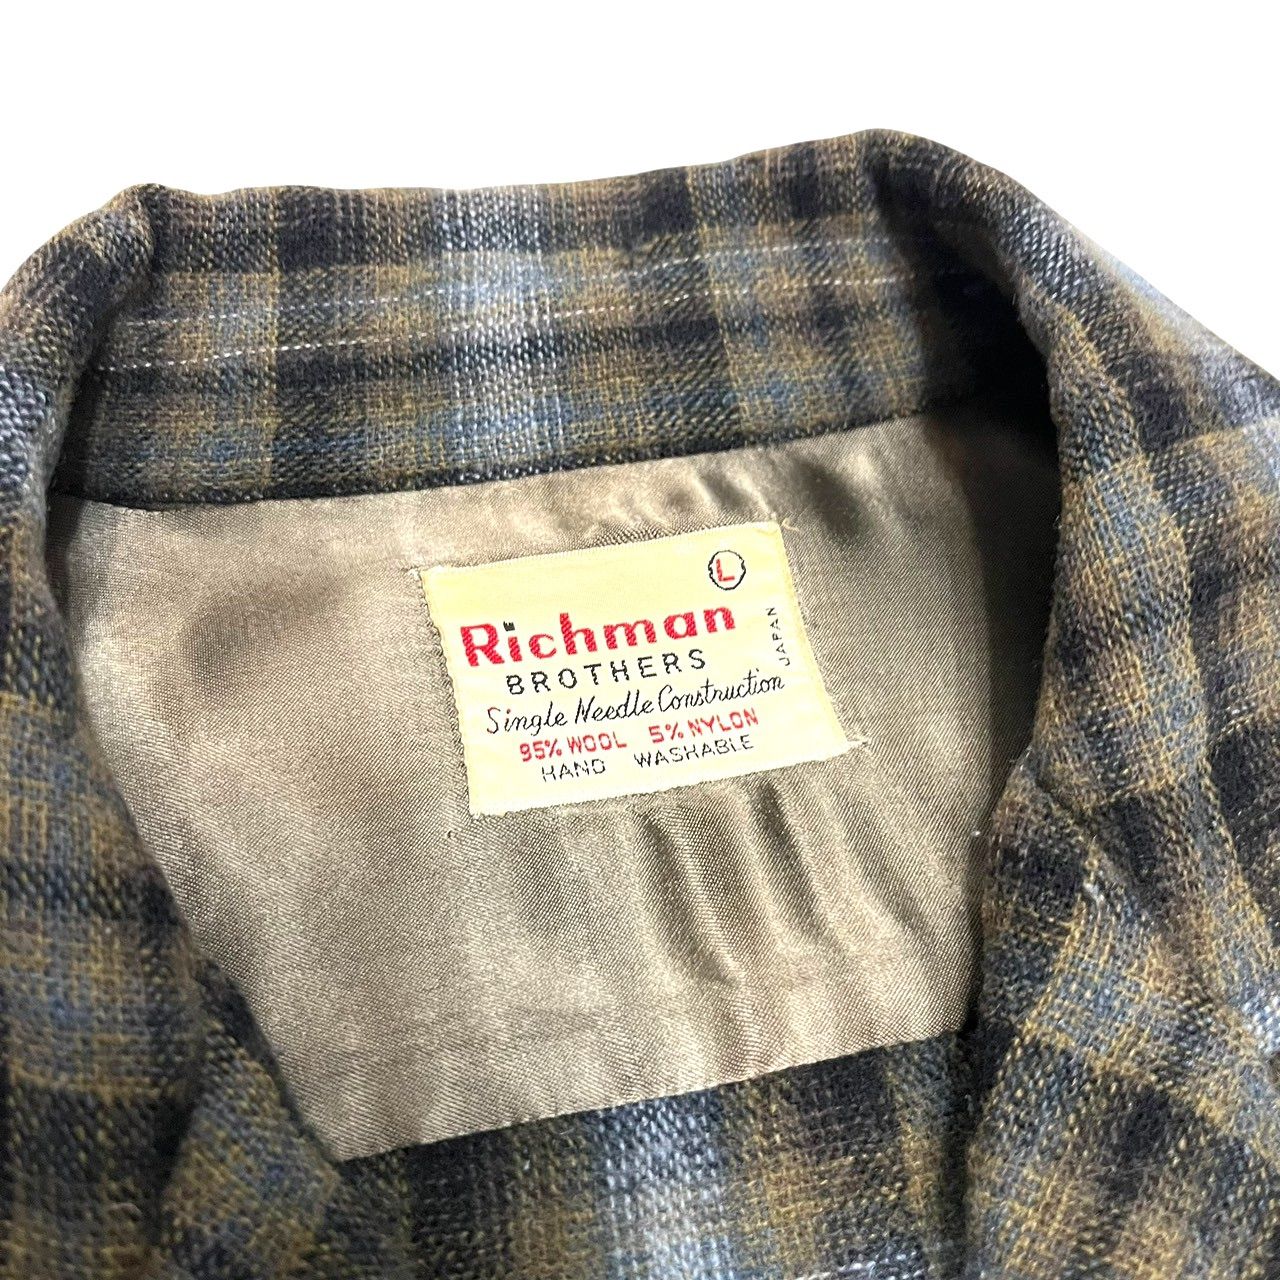 L
Richman
BROTHERS
JAPAN
Single Needle Construction
95% WOOL 5% NYLON
HAND WASHABLE